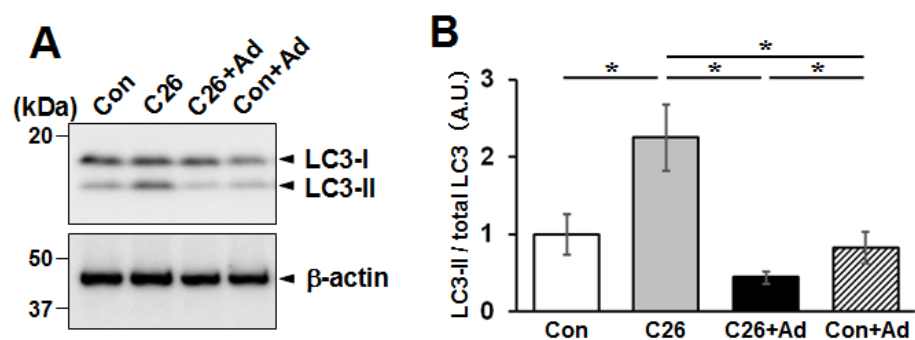 A
Con C26 C26+Ad Con+Ad
(kDa)
20
LC3-I
LC3-II
50
β-actin
37
B
* * * *
LC3-II / total LC3 (A.U.)
3
2
1
0
Con C26 C26+Ad Con+Ad